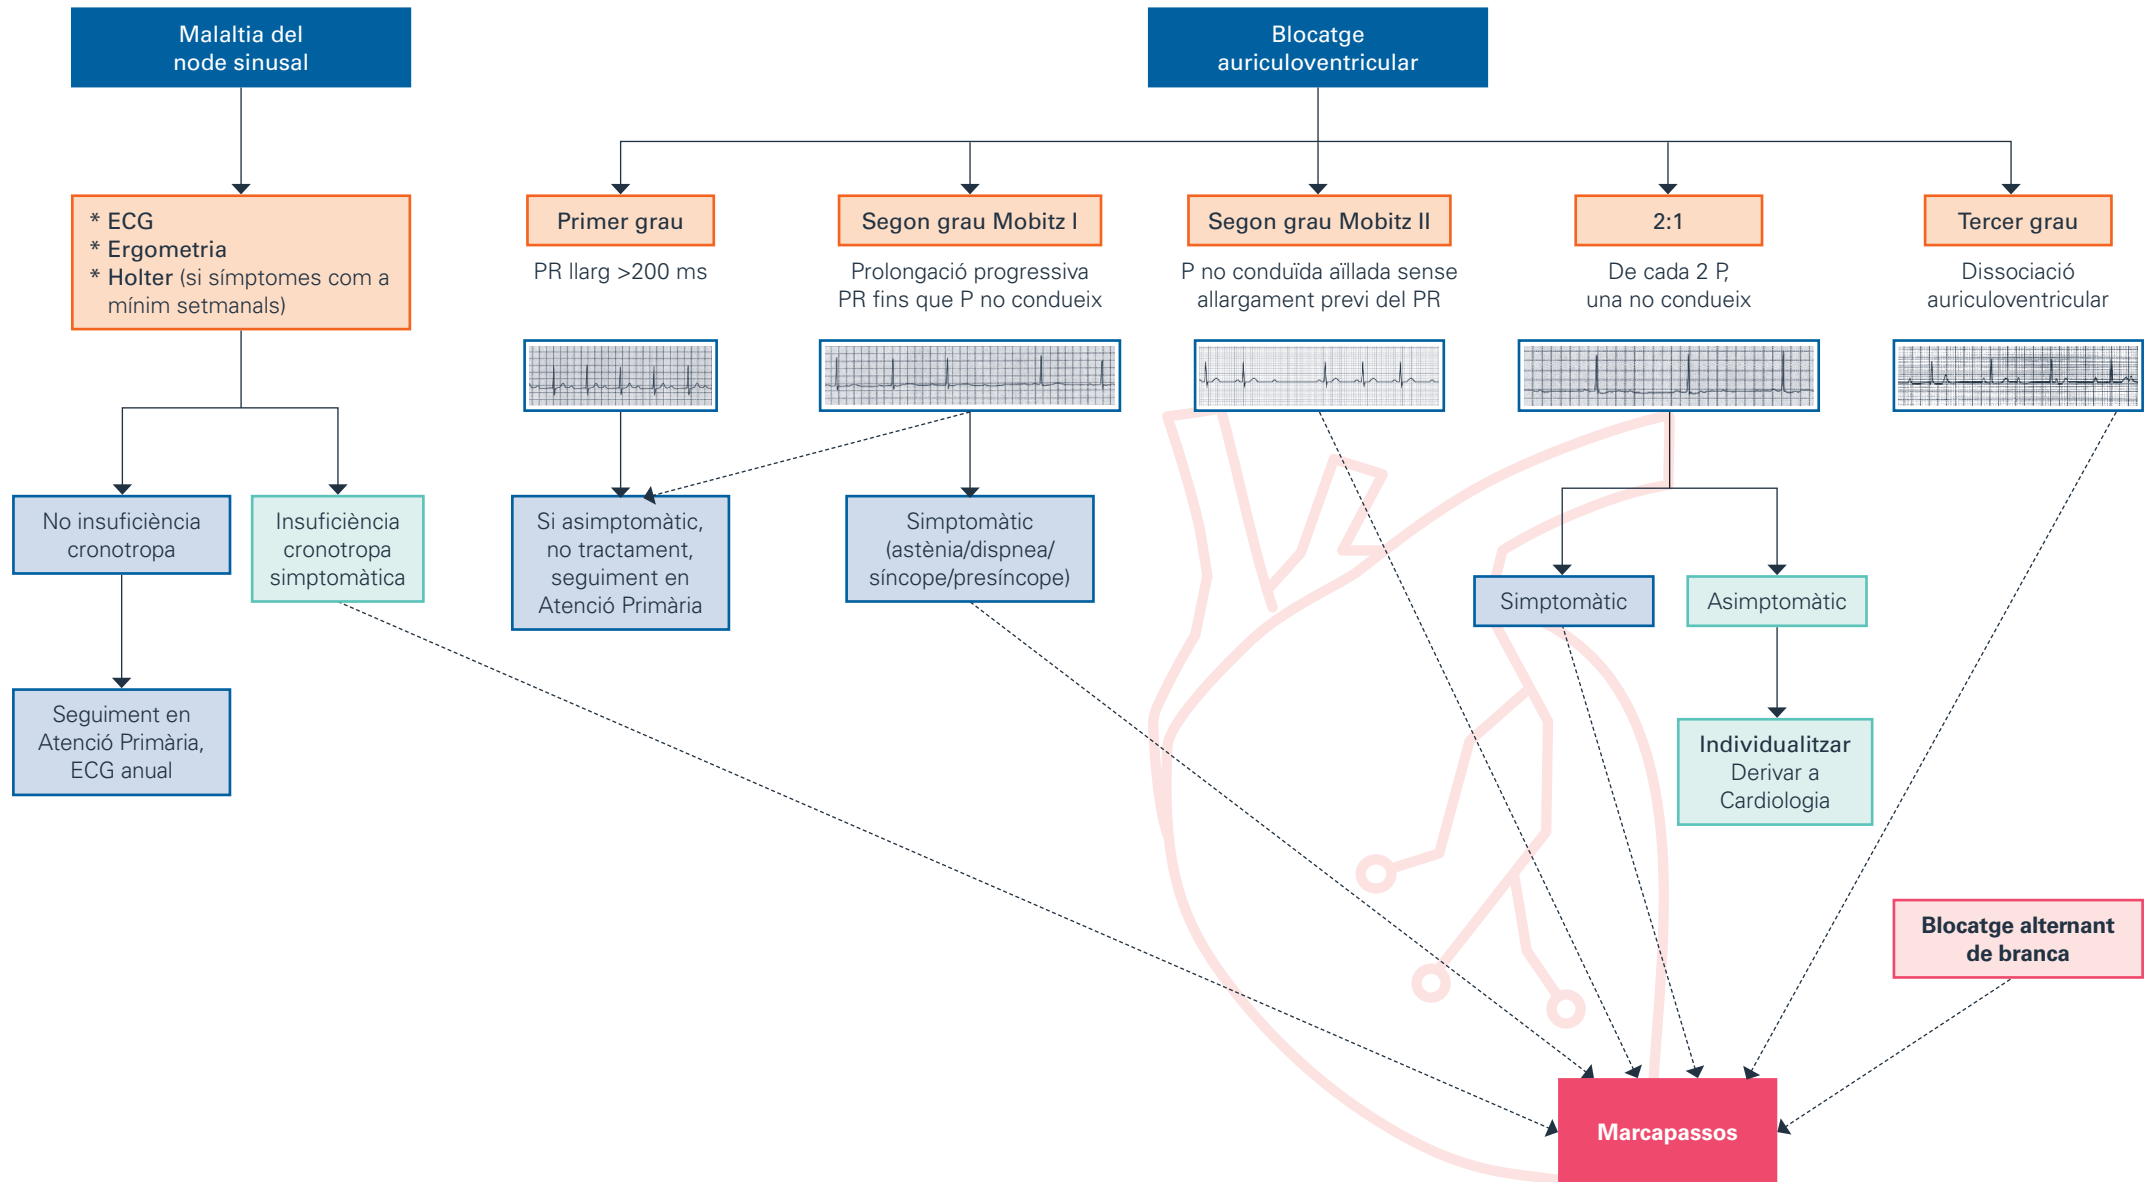 Malaltia del
node sinusal
Blocatge
auriculoventricular
* ECG
* Ergometria
* Holter (si símptomes com a
mínim setmanals)
Primer grau
PR llarg >200 ms
Segon grau Mobitz I
Prolongació progressiva
PR fins que P no condueix
Segon grau Mobitz II
P no conduïda aïllada sense
allargament previ del PR
2:1
De cada 2 P,
una no condueix
Tercer grau
Dissociació
auriculoventricular
No insuficiència
cronotropa
Insuficiència
cronotropa
simptomàtica
Si asimptomàtic,
no tractament,
seguiment en
Atenció Primària
Simptomàtic
(astènia/dispnea/
síncope/presíncope)
Simptomàtic
Asimptomàtic
Seguiment en
Atenció Primària,
ECG anual
Individualitzar
Derivar a
Cardiologia
Blocatge alternant
de branca
Marcapassos